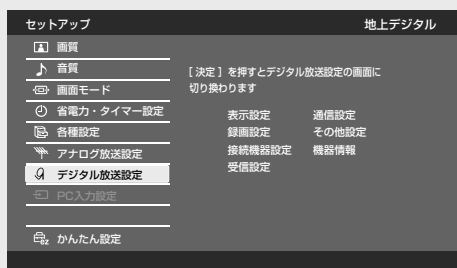 セットアップ
地上デジタル
画質
音質
画面モード
省電力・タイマー設定
各種設定
アナログ放送設定
デジタル放送設定
PC入力設定
かんたん設定
[ 決定 ] を押すとデジタル放送設定の画面に
切り換わります
表示設定 通信設定
録画設定 その他設定
接続機器設定 機器情報
受信設定